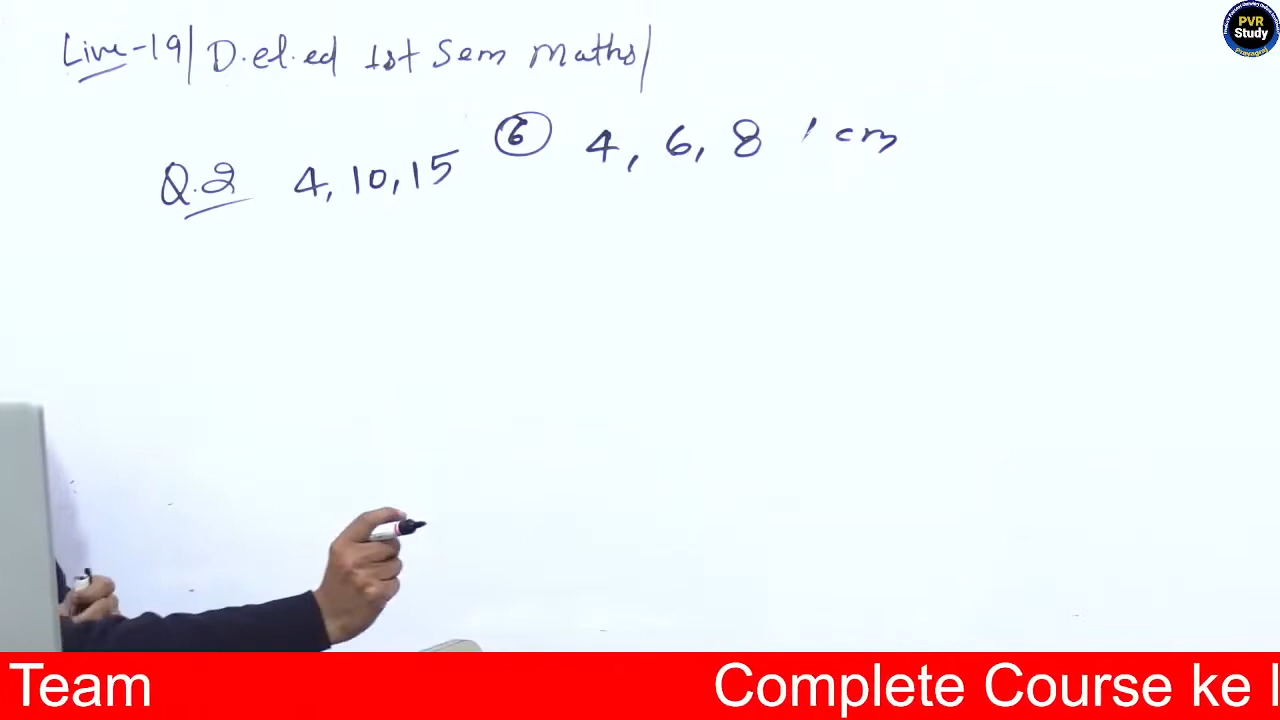 Live-19/ D.el.ed 1st Sem Maths/
Q.2 4, 10, 15 ⑥ 4, 6, 8 / cm
PVR
Study
Prayagraj
Team Complete Course ke l